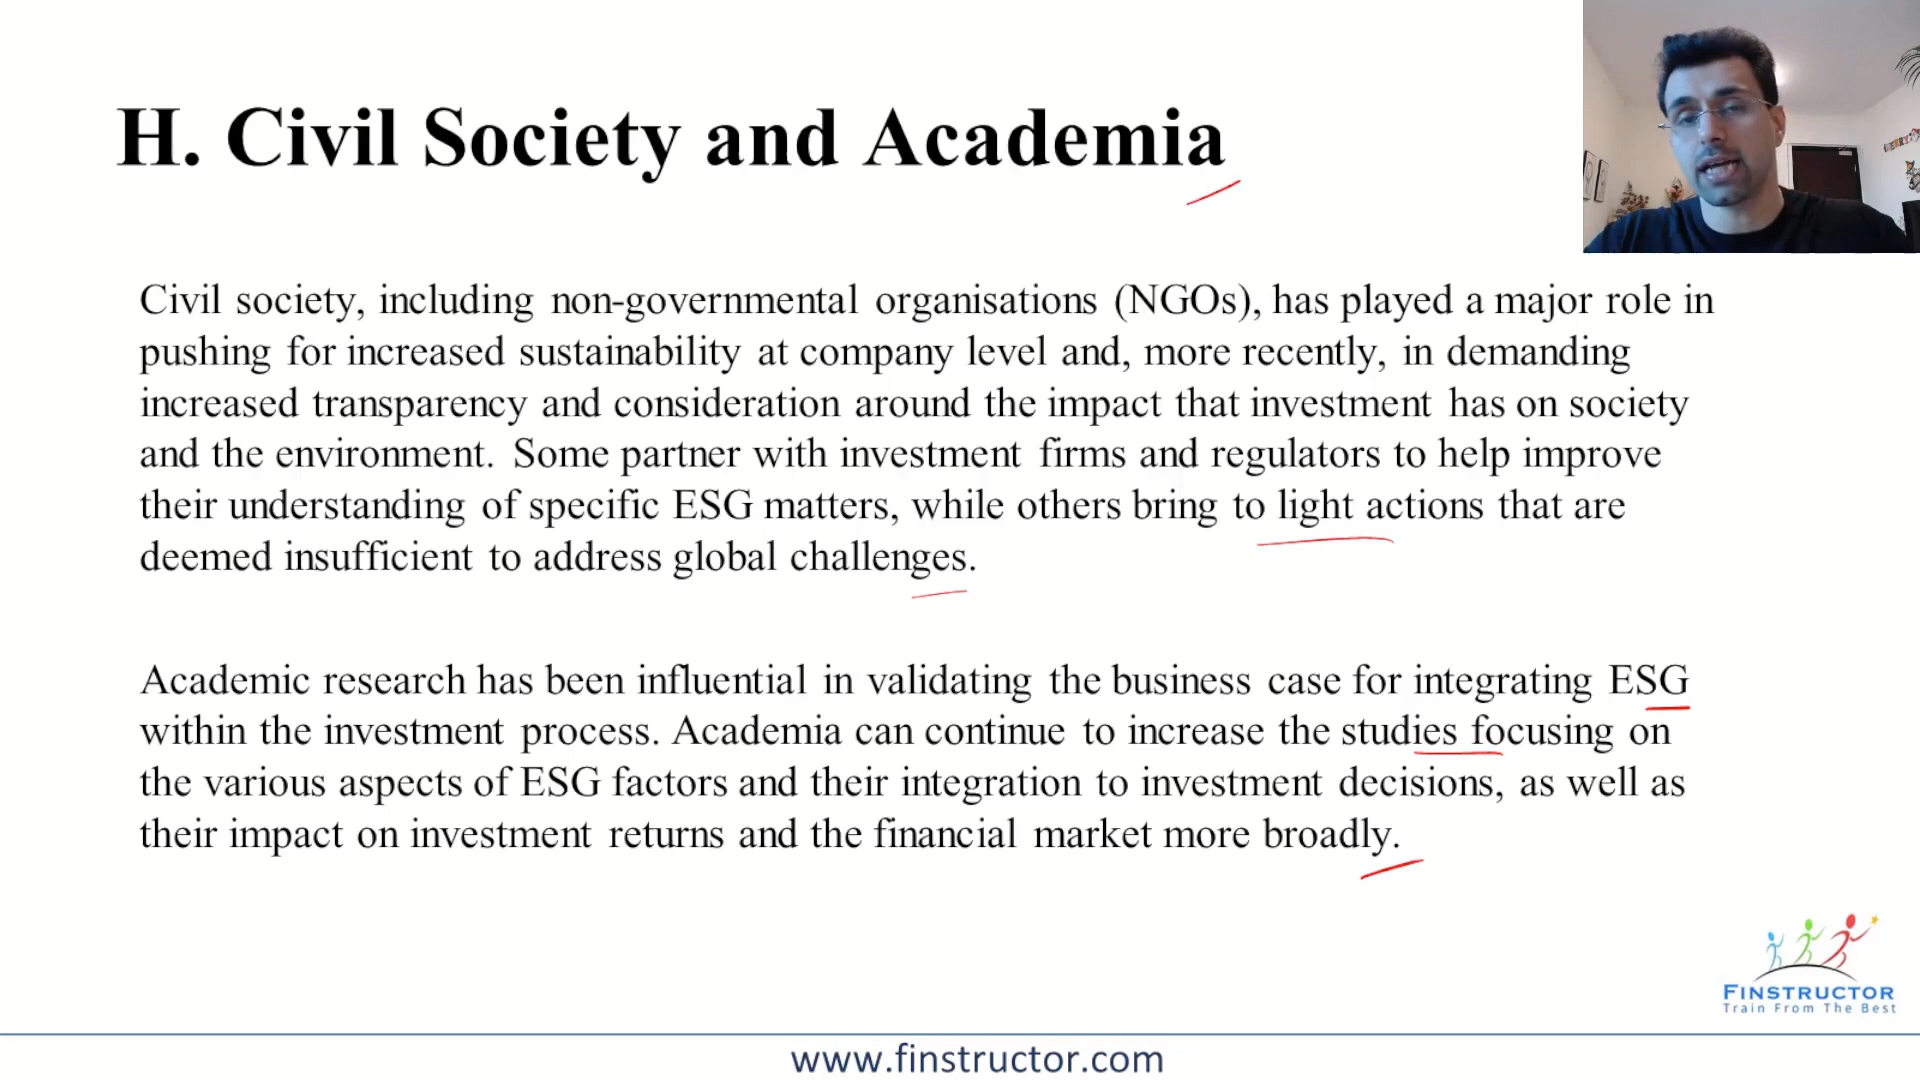 H. Civil Society and Academia
Civil society, including non-governmental organisations (NGOs), has played a major role in
pushing for increased sustainability at company level and, more recently, in demanding
increased transparency and consideration around the impact that investment has on society
and the environment. Some partner with investment firms and regulators to help improve
their understanding of specific ESG matters, while others bring to light actions that are
deemed insufficient to address global challenges.
Academic research has been influential in validating the business case for integrating ESG
within the investment process. Academia can continue to increase the studies focusing on
the various aspects of ESG factors and their integration to investment decisions, as well as
their impact on investment returns and the financial market more broadly.
FINSTRUCTOR
Train From The Best
www.finstructor.com